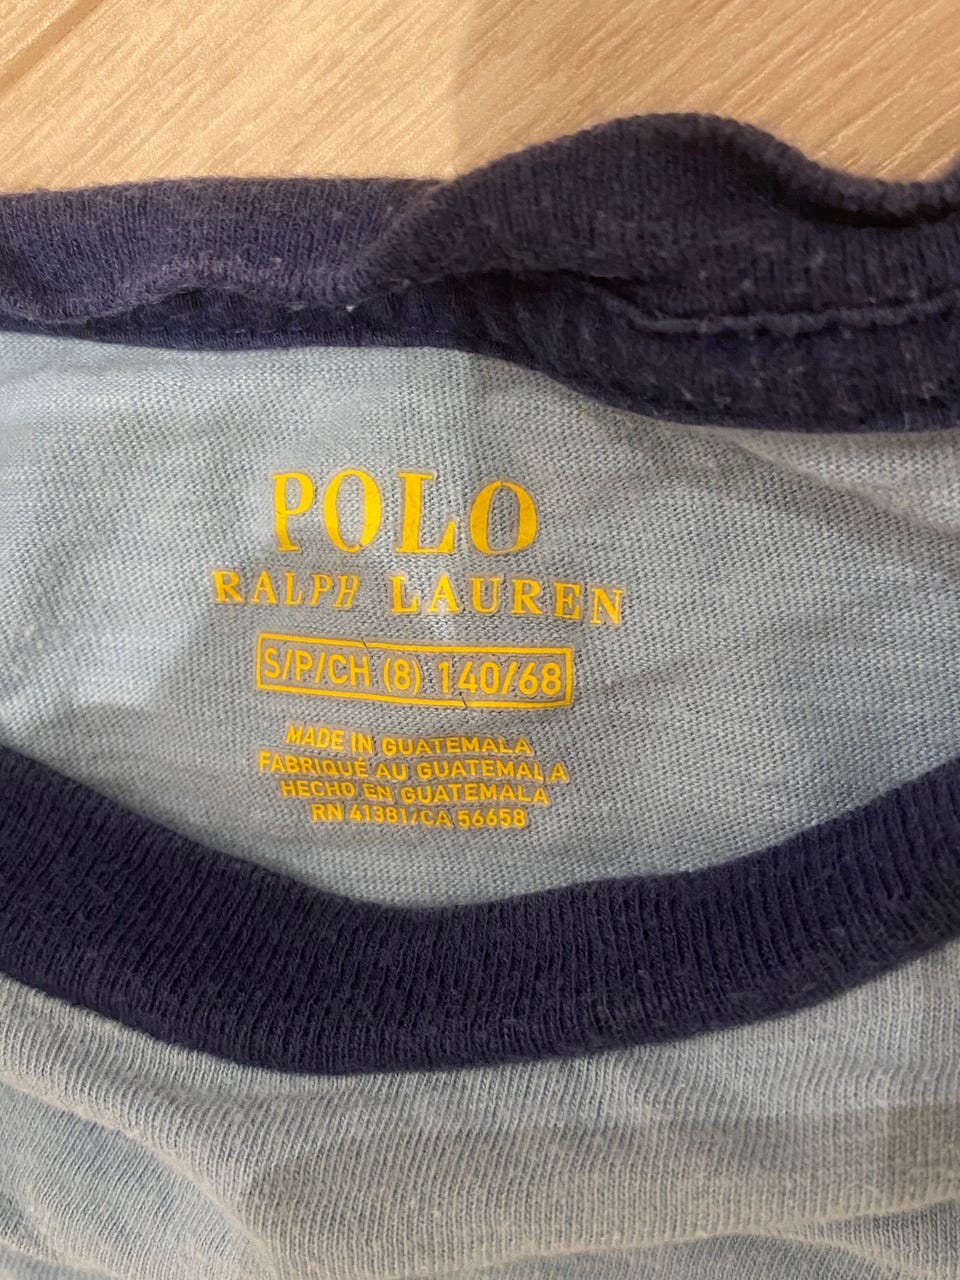 POLO
RALPH LAUREN
S/P/CH (8) 140/68
MADE IN GUATEMALA
FABRIQUÉ AU GUATEMALA
HECHO EN GUATEMALA
RN 41381/CA 56658